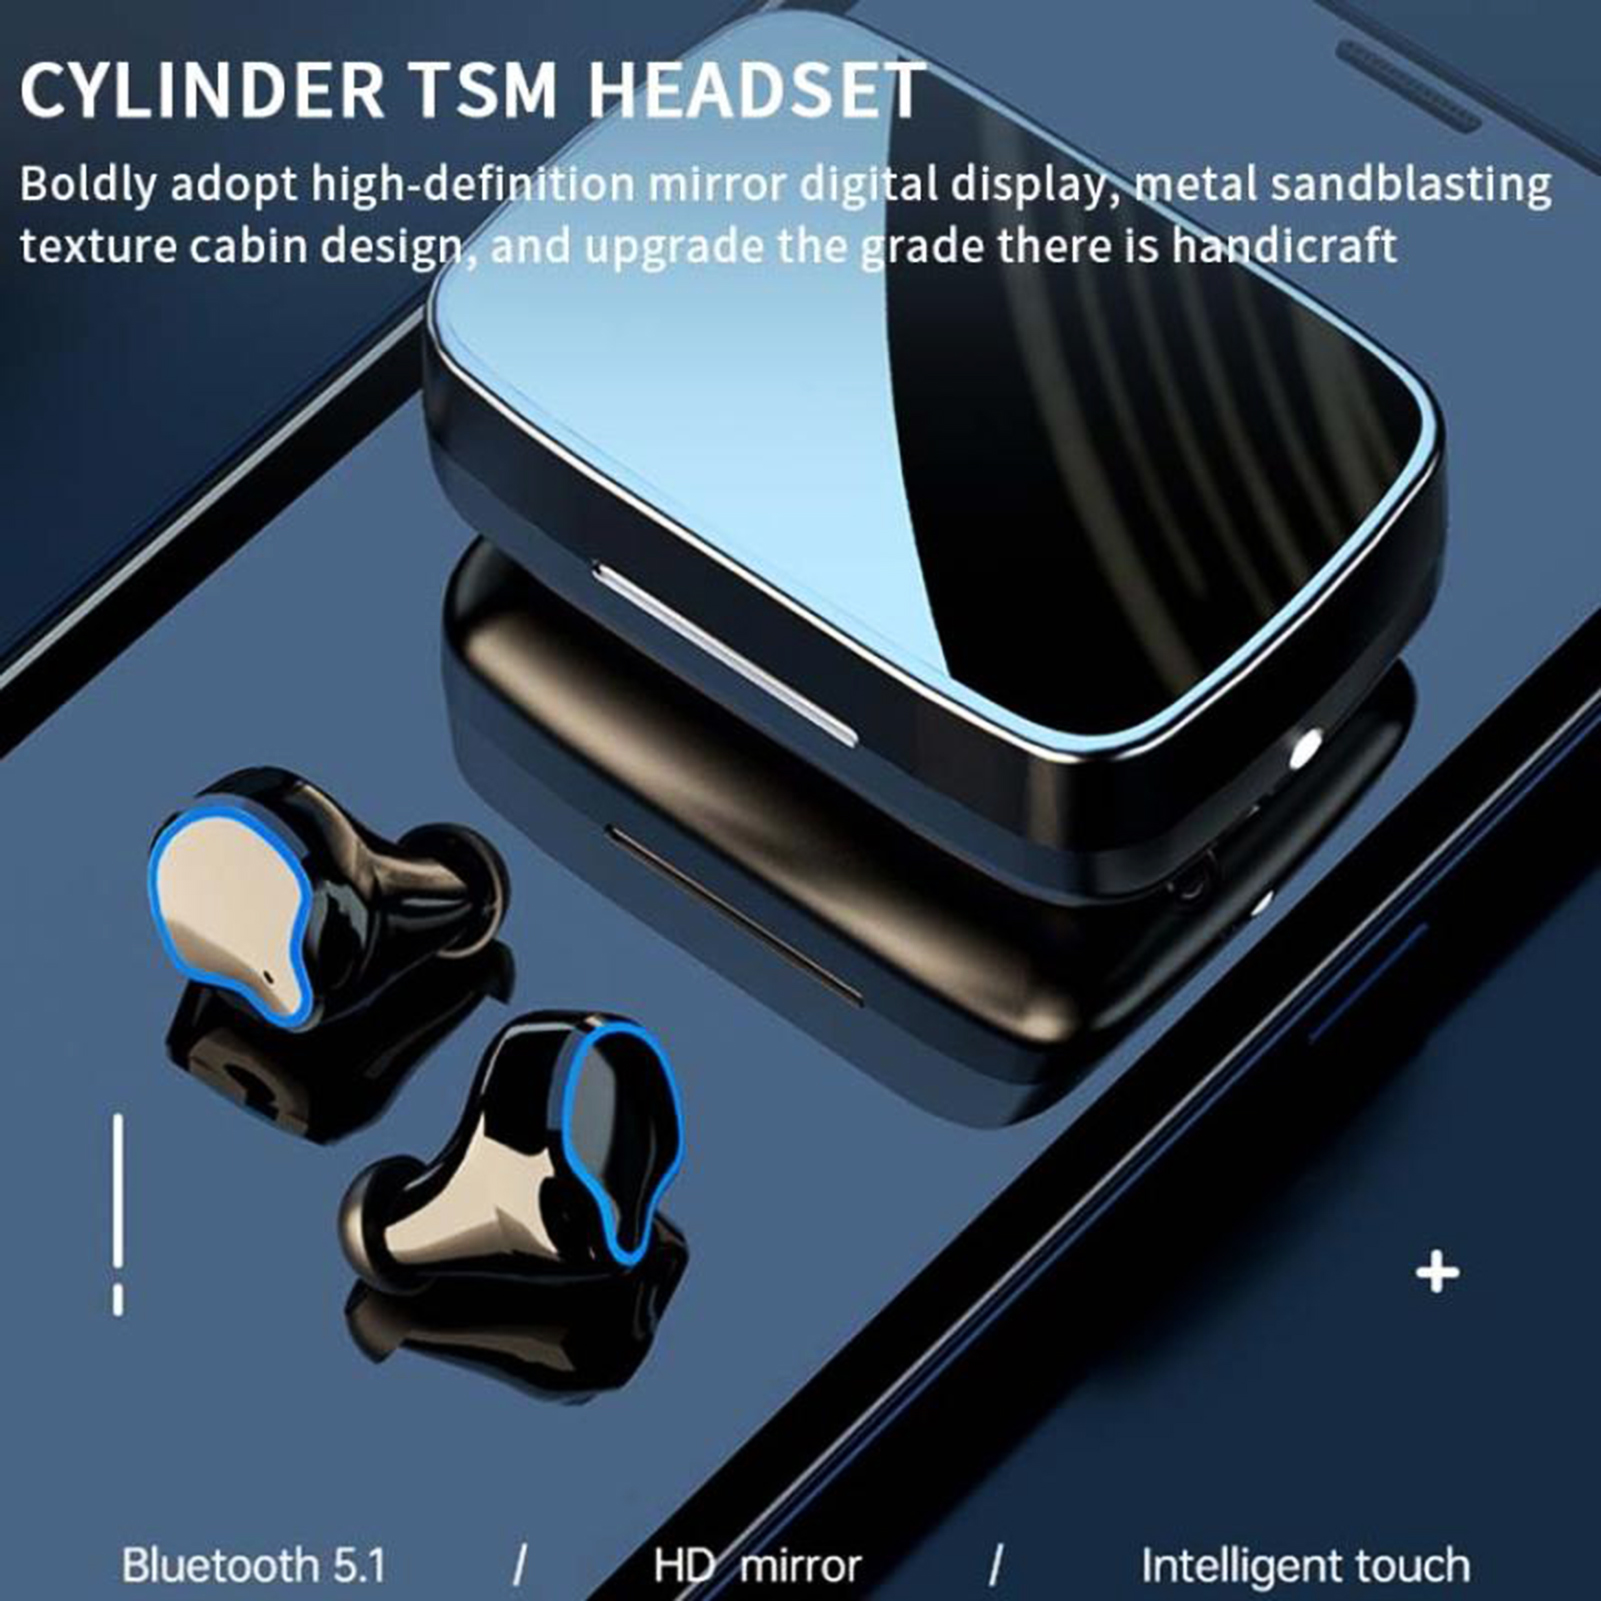 CYLINDER TSM HEADSET
Boldly adopt high-definition mirror digital display, metal sandblasting
texture cabin design, and upgrade the grade there is handicraft
Bluetooth 5.1 / HD mirror / Intelligent touch